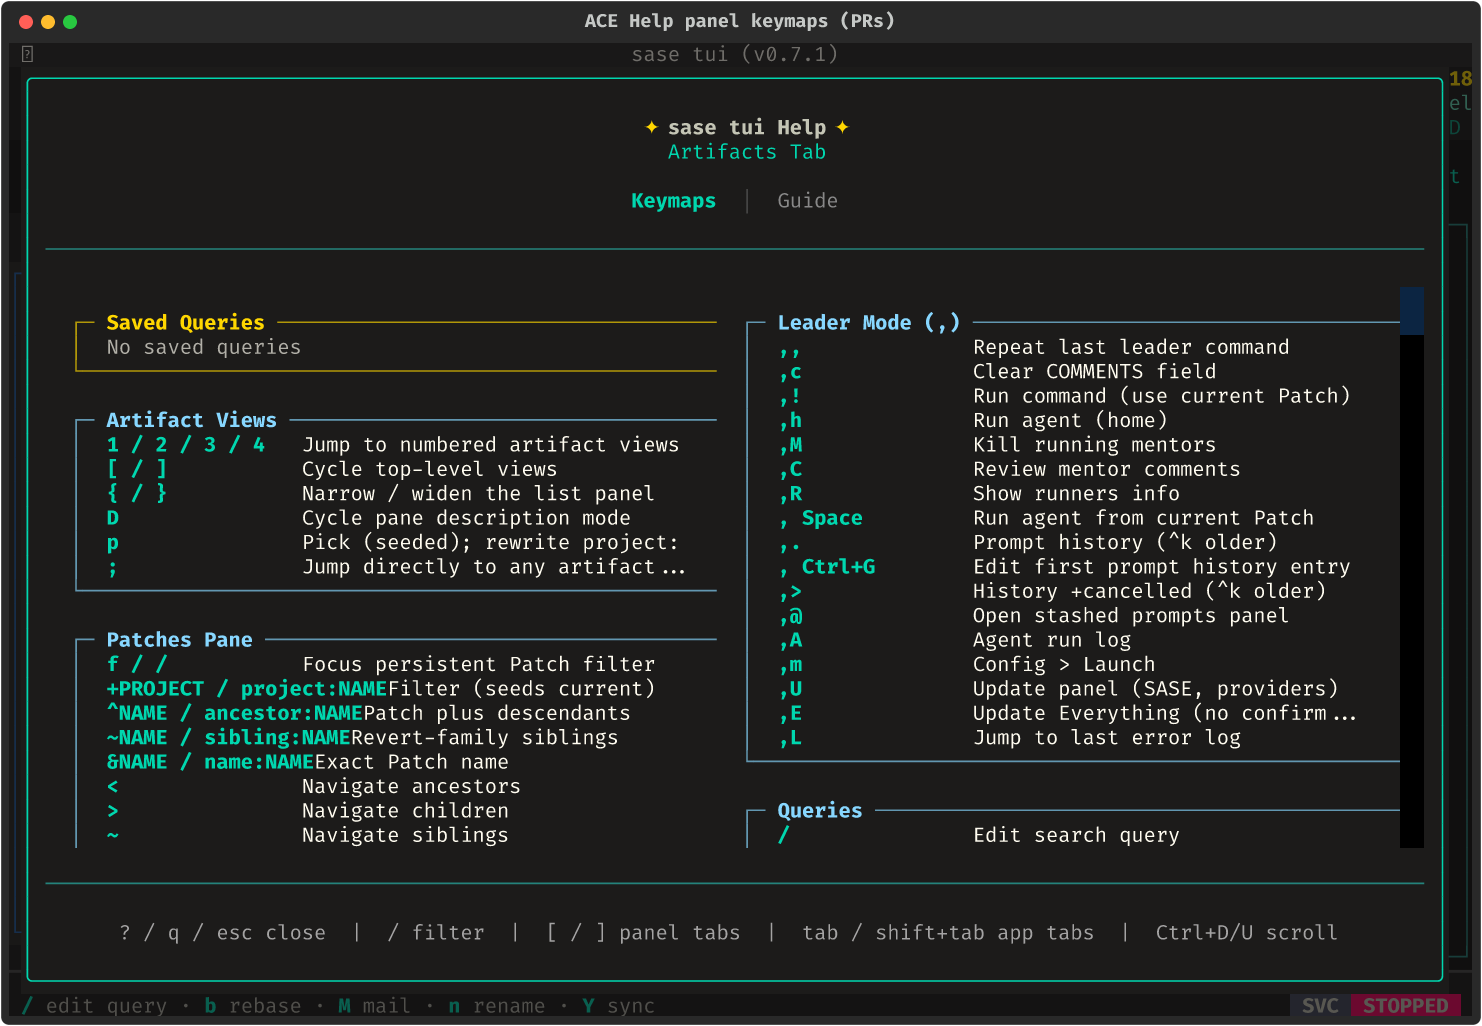 ACE Help panel keymaps (PRs)
sase tui (v0.7.1)
18
el
D
t
✦ sase tui Help ✦
Artifacts Tab
Keymaps │ Guide
Saved Queries
No saved queries
Artifact Views
1 / 2 / 3 / 4 Jump to numbered artifact views
[ / ] Cycle top-level views
{ / } Narrow / widen the list panel
D Cycle pane description mode
p Pick (seeded); rewrite project:
; Jump directly to any artifact...
Patches Pane
f / / Focus persistent Patch filter
+PROJECT / project:NAMEFilter (seeds current)
^NAME / ancestor:NAMEPatch plus descendants
~NAME / sibling:NAMERevert-family siblings
&NAME / name:NAMEExact Patch name
< Navigate ancestors
> Navigate children
~ Navigate siblings
Leader Mode (,)
,, Repeat last leader command
,c Clear COMMENTS field
,! Run command (use current Patch)
,h Run agent (home)
,M Kill running mentors
,C Review mentor comments
,R Show runners info
, Space Run agent from current Patch
,. Prompt history (^k older)
, Ctrl+G Edit first prompt history entry
,> History +cancelled (^k older)
,@ Open stashed prompts panel
,A Agent run log
,m Config > Launch
,U Update panel (SASE, providers)
,E Update Everything (no confirm...
,L Jump to last error log
Queries
/ Edit search query
? / q / esc close | / filter | [ / ] panel tabs | tab / shift+tab app tabs | Ctrl+D/U scroll
/ edit query · b rebase · M mail · n rename · Y sync
SVC STOPPED